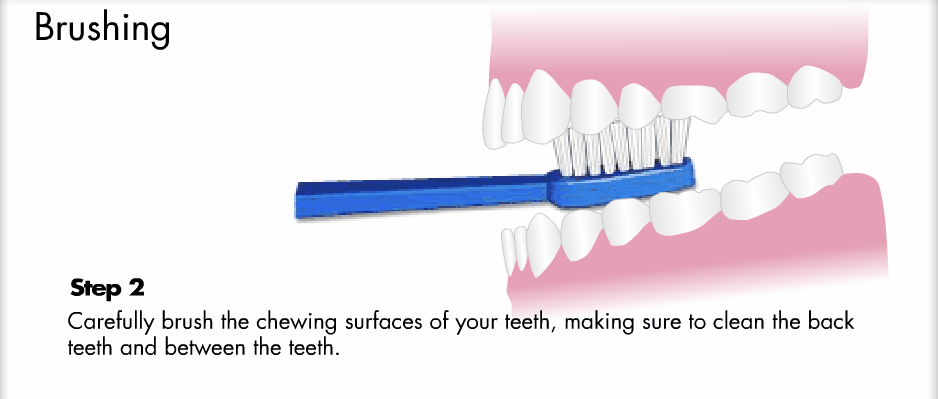 Brushing
Step 2
Carefully brush the chewing surfaces of your teeth, making sure to clean the back
teeth and between the teeth.